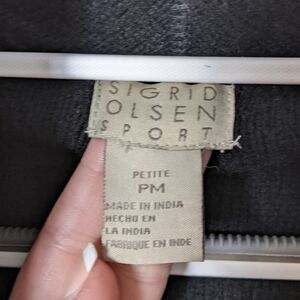 SIGRID
OLSEN
SPORT
PETITE
PM
MADE IN INDIA
HECHO EN
LA INDIA
FABRIQUE EN INDE